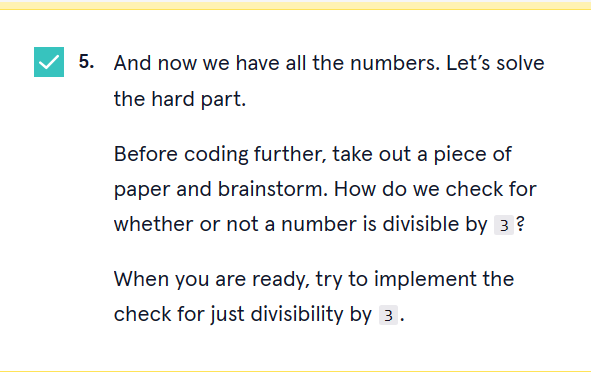 5. And now we have all the numbers. Let’s solve
the hard part.
Before coding further, take out a piece of
paper and brainstorm. How do we check for
whether or not a number is divisible by 3?
When you are ready, try to implement the
check for just divisibility by 3.